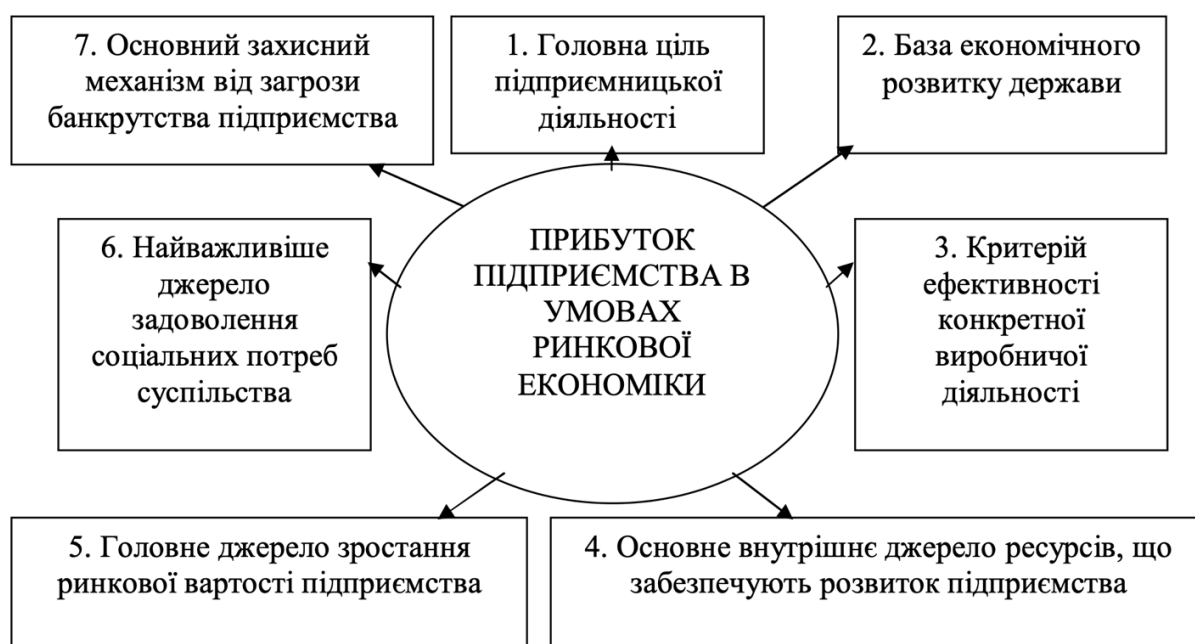 7. Основний захисний
механізм від загрози
банкрутства підприємства
1. Головна ціль
підприємницької
діяльності
2. База економічного
розвитку держави
6. Найважливіше
джерело
задоволення
соціальних потреб
суспільства
ПРИБУТОК
ПІДПРИЄМСТВА В
УМОВАХ
РИНКОВОЇ
ЕКОНОМІКИ
3. Критерій
ефективності
конкретної
виробничої
діяльності
5. Головне джерело зростання
ринкової вартості підприємства
4. Основне внутрішнє джерело ресурсів, що
забезпечують розвиток підприємства